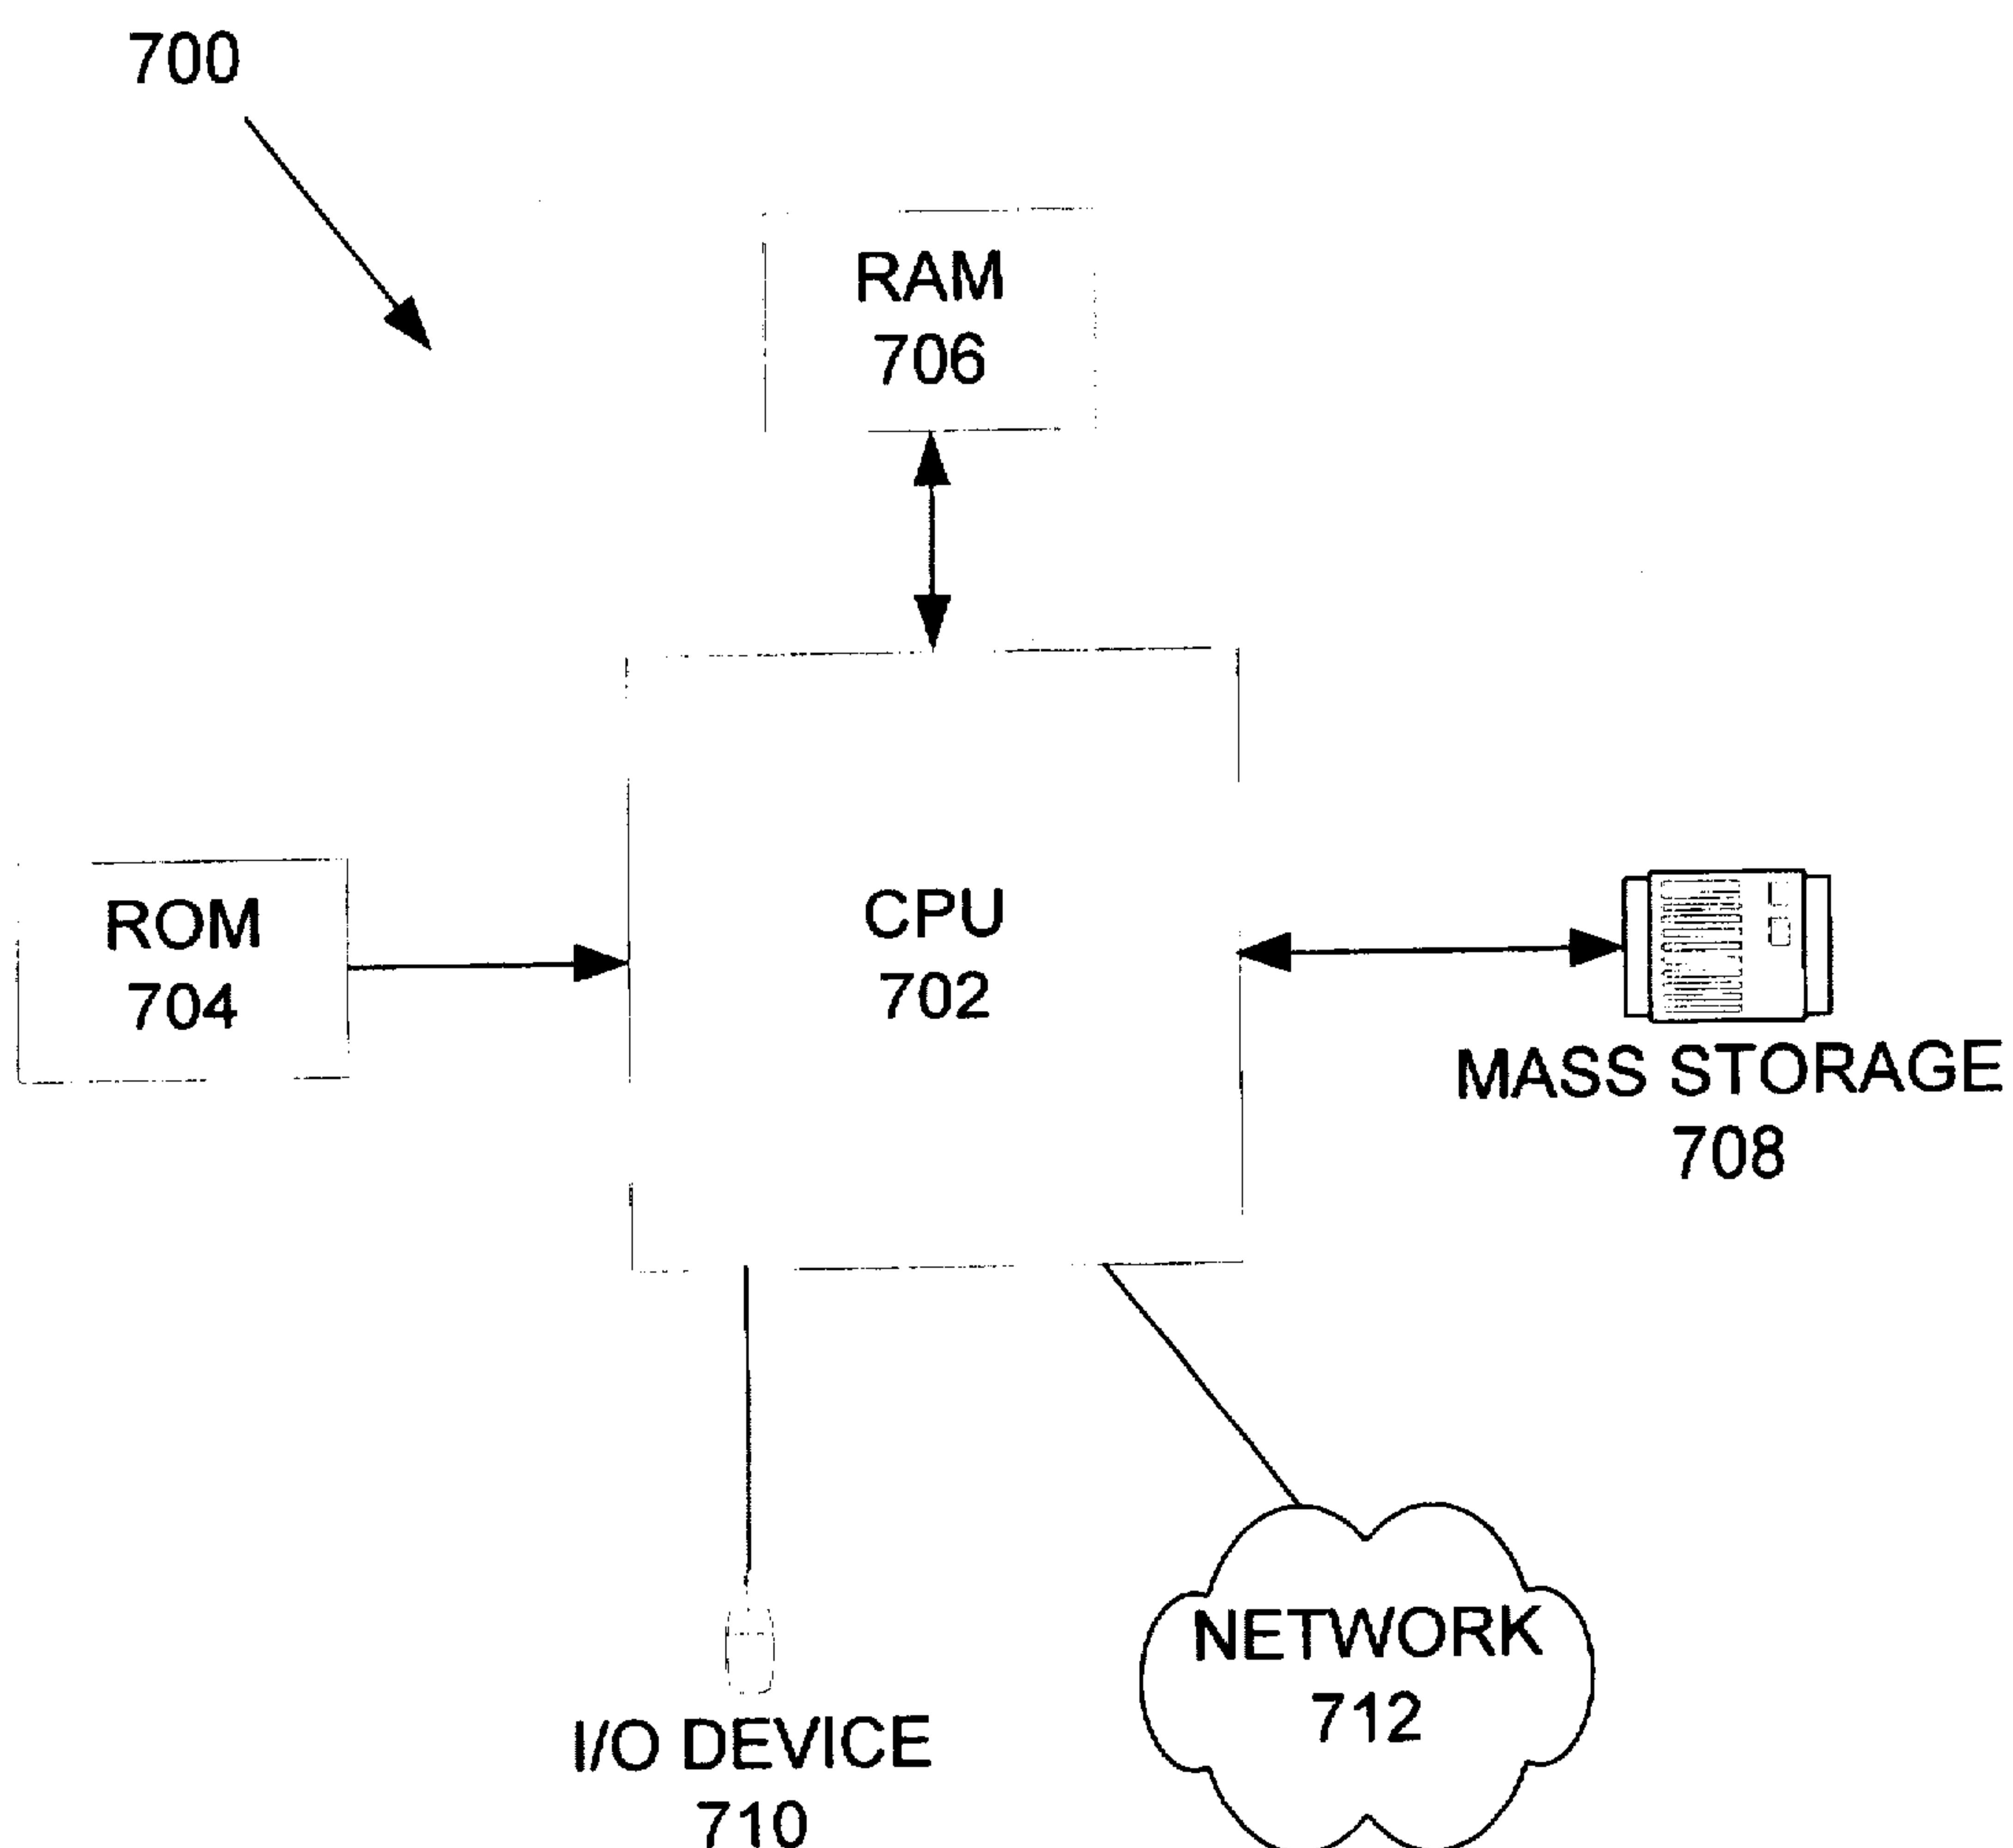 700
RAM
706
CPU
702
ROM
704
MASS STORAGE
708
I/O DEVICE
710
NETWORK
712